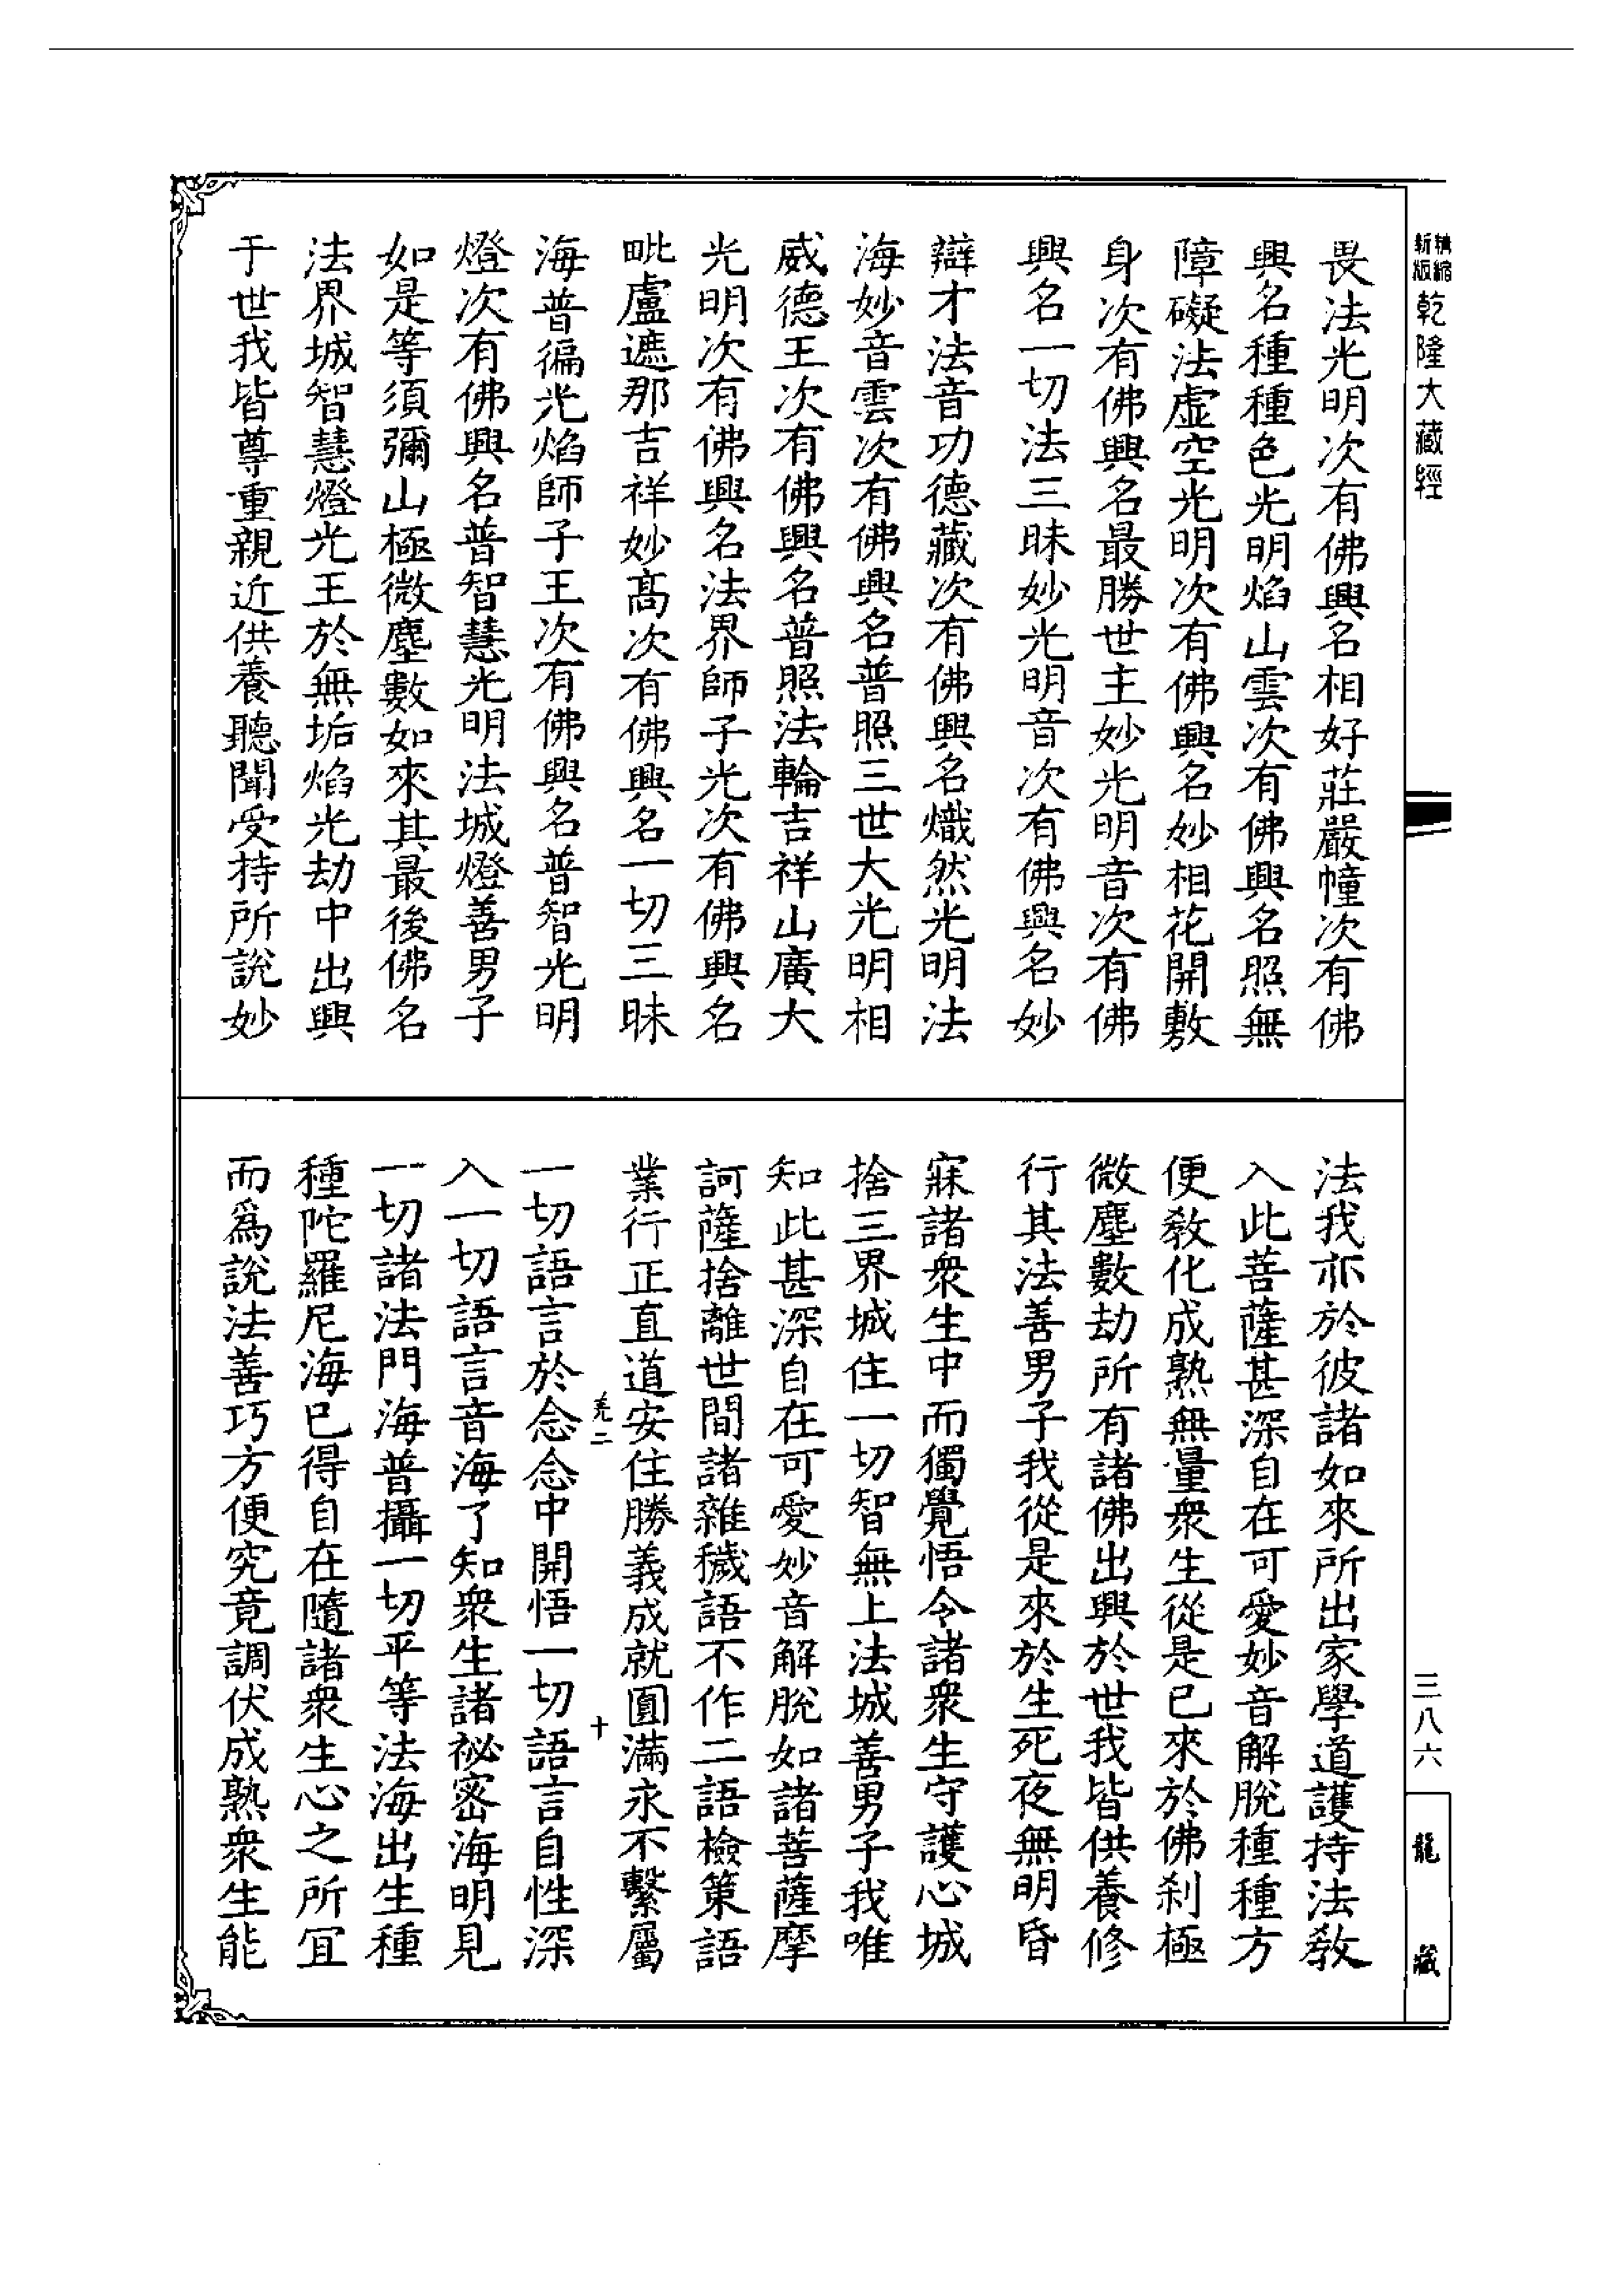 精縮新版乾隆大藏經
畏法光明次有佛興名相好莊嚴幢次有佛
興名種種色光明焰山雲次有佛興名照無
障礙法虛空光明次有佛興名妙相花開敷
身次有佛興名最勝世主妙光明音次有佛
興名一切法三昧妙光明音次有佛興名妙
辯才法音功德藏次有佛興名熾然光明法
海妙音雲次有佛興名普照三世大光明相
威德王次有佛興名普照法輪吉祥山廣大
光明次有佛興名法界師子光次有佛興名
毗盧遮那吉祥妙高次有佛興名一切三昧
海普徧光焰師子王次有佛興名普智光明
燈次有佛興名普智慧光明法城燈善男子
如是等須彌山極微塵數如來其最後佛名
法界城智慧燈光王於無垢焰光劫中出興
于世我皆尊重親近供養聽聞受持所說妙
法我亦於彼諸如來所出家學道護持法教
入此菩薩甚深自在可愛妙音解脫種種方
便教化成熟無量眾生從是已來於佛刹極
微塵數劫所有諸佛出興於世我皆供養修
行其法善男子我從是來於生死夜無明昏
寐諸眾生中而獨覺悟令諸眾生守護心城
捨三界城住一切智無上法城善男子我唯
知此甚深自在可愛妙音解脫如諸菩薩摩
訶薩捨離世間諸雜穢語不作二語檢策語
業行正直道安住勝義成就圓滿永不繫屬
二 十
一切語言於念念中開悟一切語言自性深
入一切語言音海了知眾生諸祕密海明見
一切諸法門海普攝一切平等法海出生種
種陀羅尼海已得自在隨諸眾生心之所宜
而爲說法善巧方便究竟調伏成熟眾生能
三八六
龍藏